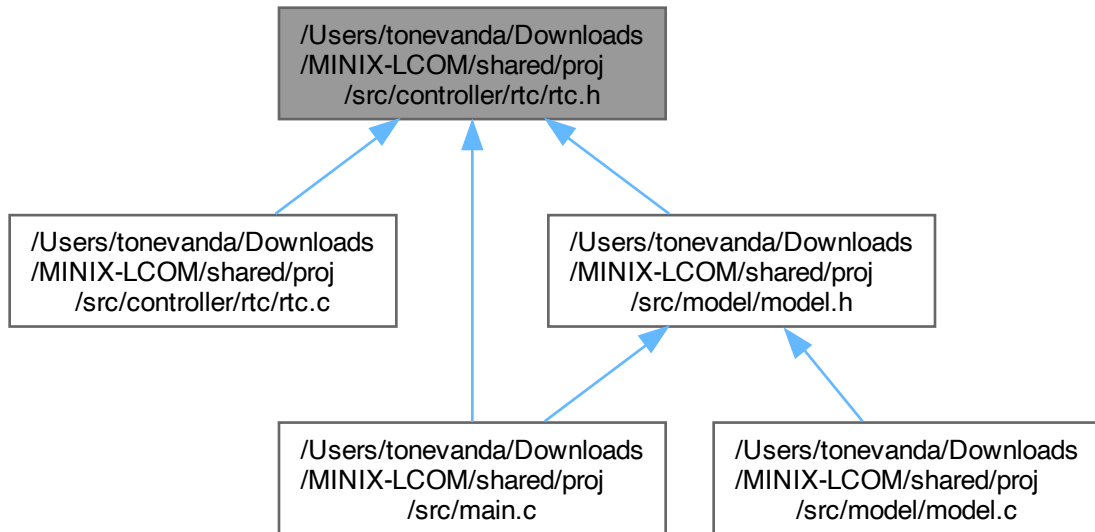 /Users/tonevanda/Downloads
/MINIX-LCOM/shared/proj
/src/controller/rtc/rtc.h
/Users/tonevanda/Downloads
/MINIX-LCOM/shared/proj
/src/controller/rtc/rtc.c
/Users/tonevanda/Downloads
/MINIX-LCOM/shared/proj
/src/model/model.h
/Users/tonevanda/Downloads
/MINIX-LCOM/shared/proj
/src/main.c
/Users/tonevanda/Downloads
/MINIX-LCOM/shared/proj
/src/model/model.c